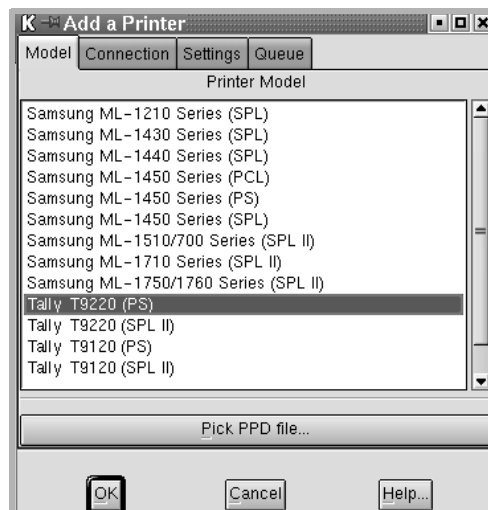 K Add a Printer
Model Connection Settings Queue
Printer Model
Samsung ML-1210 Series (SPL)
Samsung ML-1430 Series (SPL)
Samsung ML-1440 Series (SPL)
Samsung ML-1450 Series (PCL)
Samsung ML-1450 Series (PS)
Samsung ML-1450 Series (SPL)
Samsung ML-1510/700 Series (SPL II)
Samsung ML-1710 Series (SPL II)
Samsung ML-1750/1760 Series (SPL II)
Tally T9220 (PS)
Tally T9220 (SPL II)
Tally T9120 (PS)
Tally T9120 (SPL II)
Pick PPD file...
OK Cancel Help...